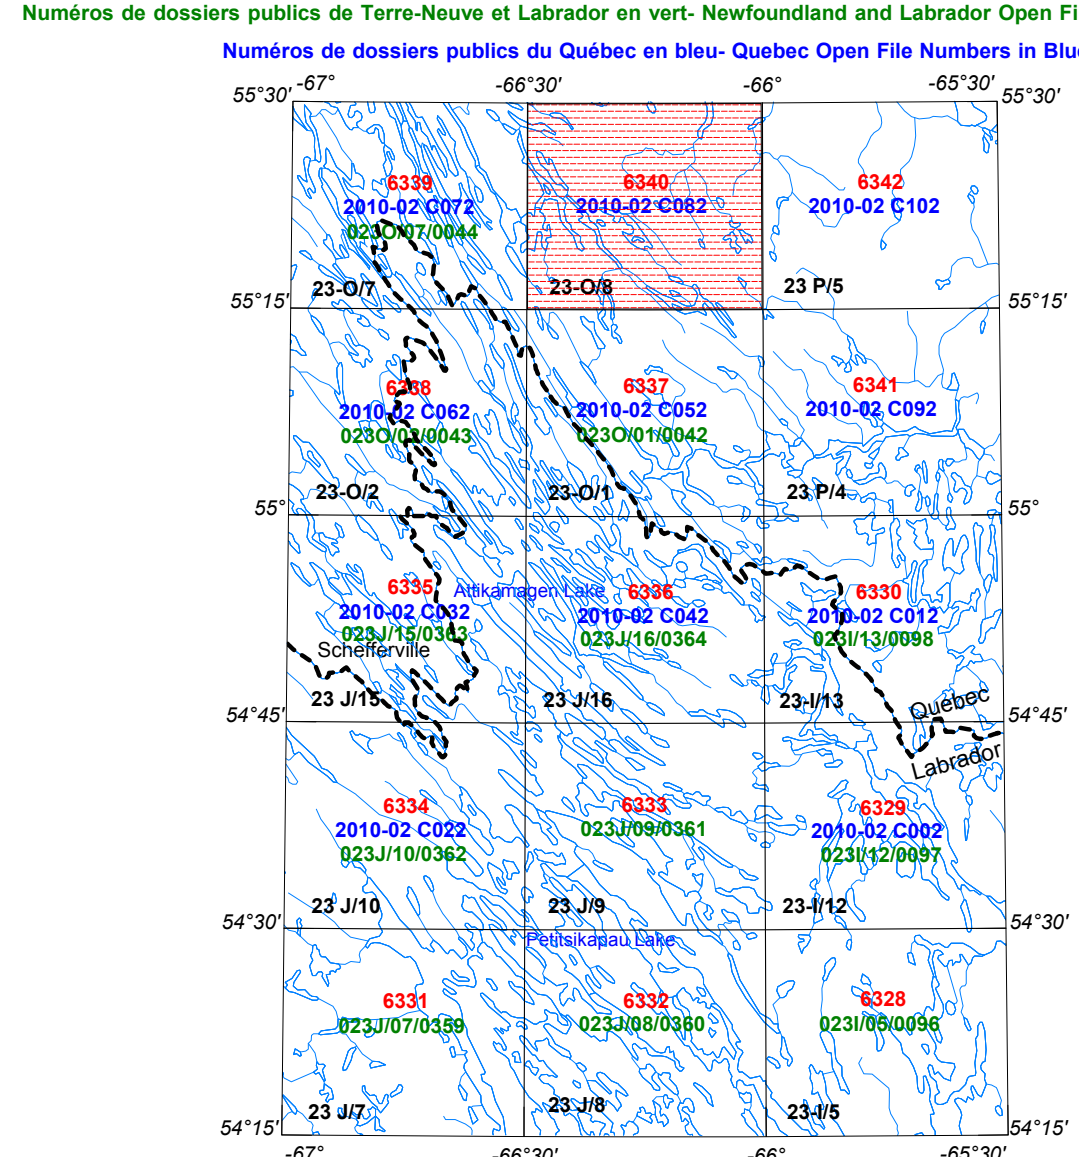 Numéros de dossiers publics de Terre-Neuve et Labrador en vert- Newfoundland and Labrador Open Fi
Numéros de dossiers publics du Québec en bleu- Quebec Open File Numbers in Blue
-67° -66°30' -66° -65°30'
55°30' 55°30'
6339 6340 6342
2010-02 C072 2010-02 C082 2010-02 C102
023O/07/0044
23-O/7 23-O/8 23 P/5
55°15' 55°15'
6338 6337 6341
2010-02 C062 2010-02 C052 2010-02 C092
023O/02/0043 023O/01/0042
23-O/2 23-O/1 23 P/4
55° 55°
6335 Attikamagen Lake 6336 6330
2010-02 C032 2010-02 C042 2010-02 C012
023J/15/0363 023J/16/0364 023I/13/0098
Schefferville
23 J/15 23 J/16 23-I/13 Québec
54°45' 54°45'
Labrador
6334 6333 6329
2010-02 C022 023J/09/0361 2010-02 C002
023J/10/0362 023I/12/0097
23 J/10 23 J/9 23-I/12
54°30' 54°30'
Petitsikapau Lake
6331 6332 6328
023J/07/0359 023J/08/0360 023I/05/0096
23 J/7 23 J/8 23-I/5
54°15' 54°15'
-67° -66°30' -66° -65°30'